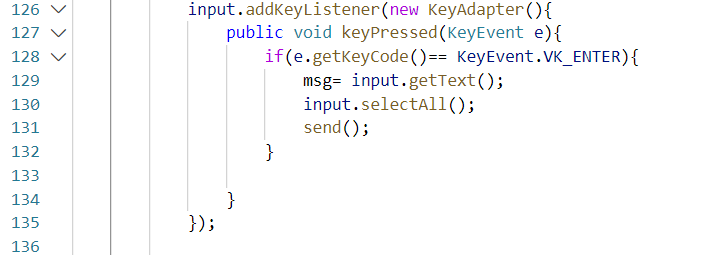 126 input.addKeyListener(new KeyAdapter(){
127 public void keyPressed(KeyEvent e){
128 if(e.getKeyCode()== KeyEvent.VK_ENTER){
129 msg= input.getText();
130 input.selectAll();
131 send();
132 }
133
134 }
135 });
136